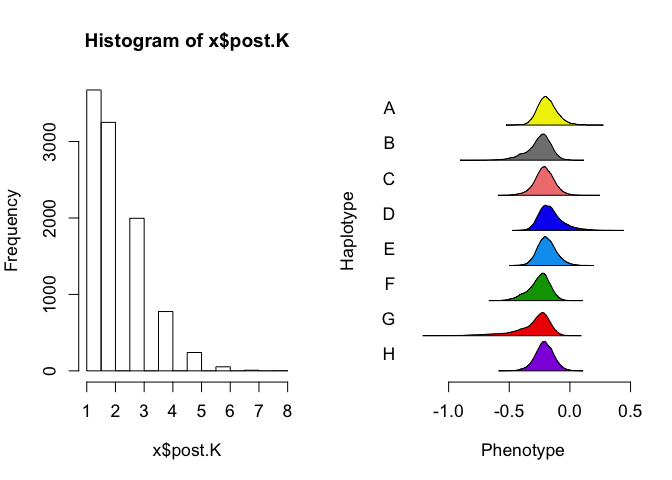 Histogram of x$post.K
Frequency
0 1000 2000 3000
1 2 3 4 5 6 7 8
x$post.K
Haplotype
A
B
C
D
E
F
G
H
-1.0 -0.5 0.0 0.5
Phenotype